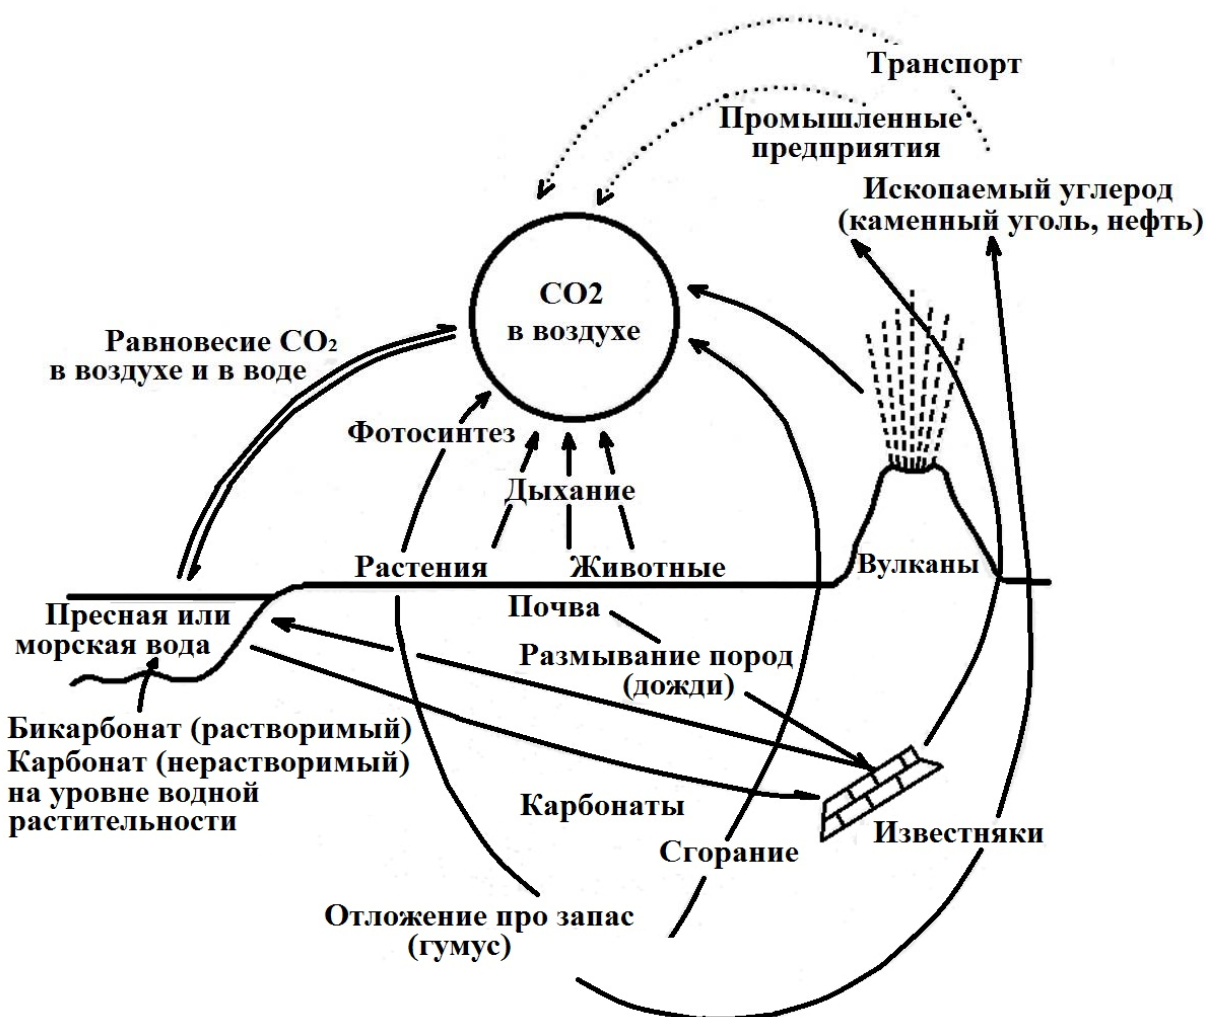 Транспорт
Промышленные
предприятия
Ископаемый углерод
(каменный уголь, нефть)
CO2
в воздухе
Равновесие CO₂
в воздухе и в воде
Фотосинтез
Дыхание
Растения
Животные
Вулканы
Пресная или
морская вода
Почва
Размывание пород
(дожди)
Бикарбонат (растворимый)
Карбонат (нерастворимый)
на уровне водной
растительности
Карбонаты
Известняки
Сгорание
Отложение про запас
(гумус)